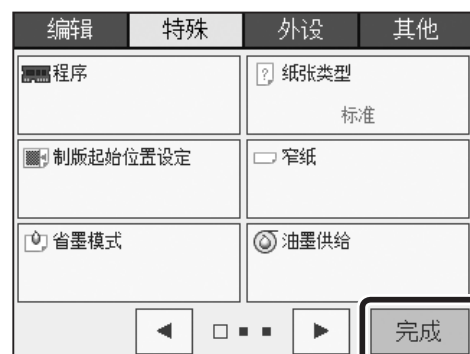 编辑 特殊 外设 其他
程序 纸张类型
标准
制版起始位置设定 窄纸
省墨模式 油墨供给
完成